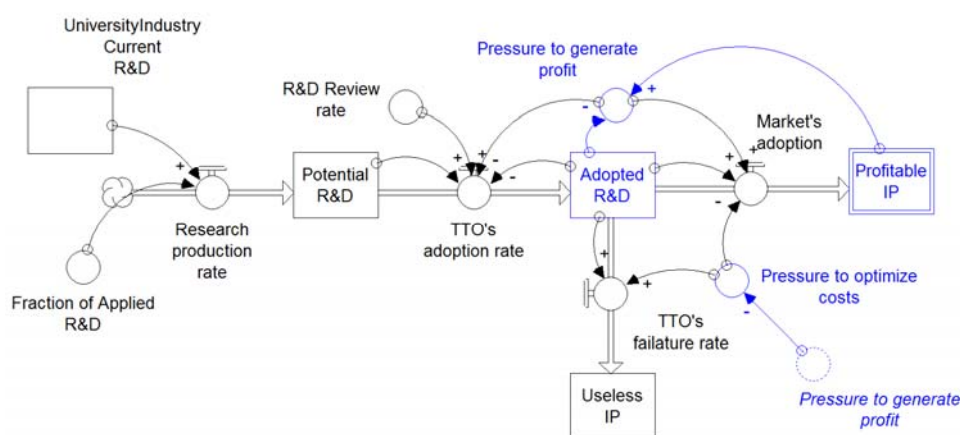 UniversityIndustry
Current
R&D
Pressure to generate
profit
R&D Review
rate
Market's
adoption
+
-
+
+
+
-
+
+
+
Potential
R&D
-
Adopted
R&D
Profitable
IP
+
-
Research
production
rate
TTO's
adoption rate
Fraction of Applied
R&D
+
+
Pressure to optimize
costs
-
TTO's
failature rate
Useless
IP
Pressure to generate
profit